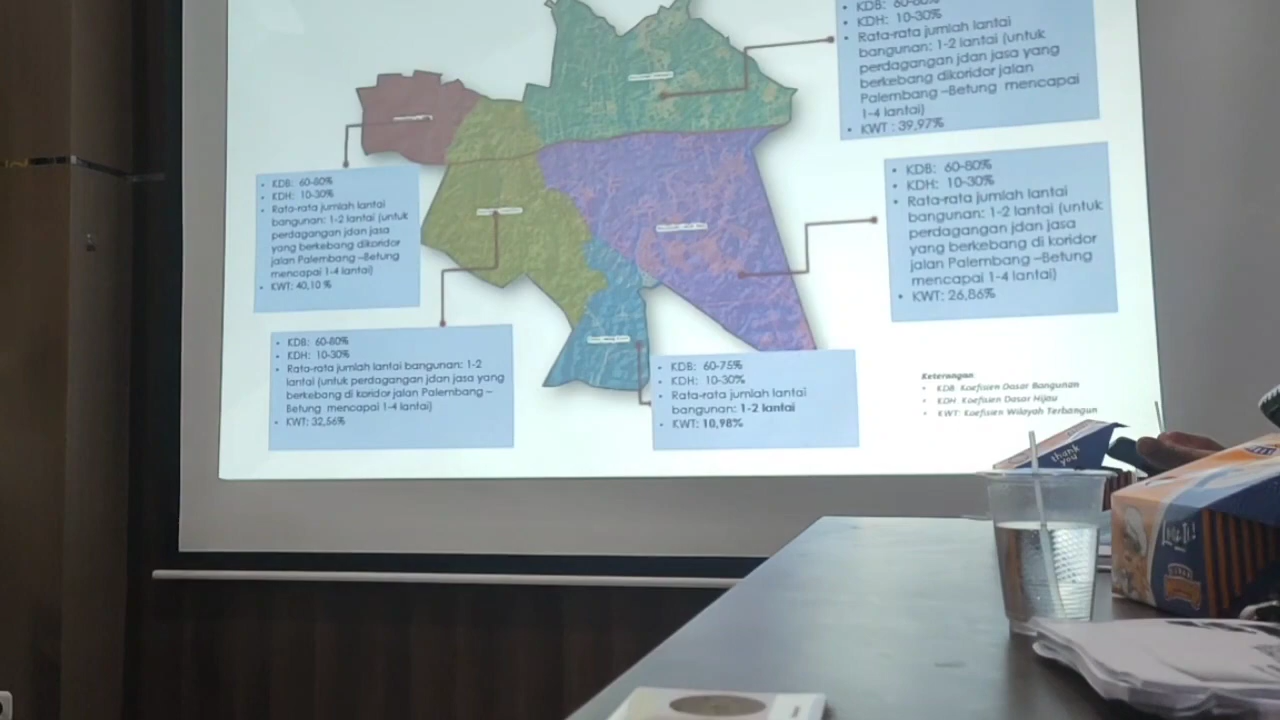 • KDB: 60-80%
• KDH: 10-30%
• Rata-rata jumlah lantai
bangunan: 1-2 lantai (untuk
perdagangan jdan jasa yang
berkebang dikoridor jalan
Palembang –Betung mencapai
1-4 lantai)
• KWT : 39,97%
• KDB: 60-80%
• KDH: 10-30%
• Rata-rata jumlah lantai
bangunan: 1-2 lantai (untuk
perdagangan jdan jasa
yang berkebang dikoridor
jalan Palembang –Betung
mencapai 1-4 lantai)
• KWT: 40,10 %
• KDB: 60-80%
• KDH: 10-30%
• Rata-rata jumlah lantai
bangunan: 1-2 lantai (untuk
perdagangan jdan jasa
yang berkebang di koridor
jalan Palembang –Betung
mencapai 1-4 lantai)
• KWT: 26,86%
• KDB: 60-80%
• KDH: 10-30%
• Rata-rata jumlah lantai bangunan: 1-2
lantai (untuk perdagangan jdan jasa yang
berkebang di koridor jalan Palembang –
Betung mencapai 1-4 lantai)
• KWT: 32,56%
• KDB: 60-75%
• KDH: 10-30%
• Rata-rata jumlah lantai
bangunan: 1-2 lantai
• KWT: 10,98%
Keterangan:
• KDB: Koefisien Dasar Bangunan
• KDH: Koefisien Dasar Hijau
• KWT: Koefisien Wilayah Terbangun
thank
you